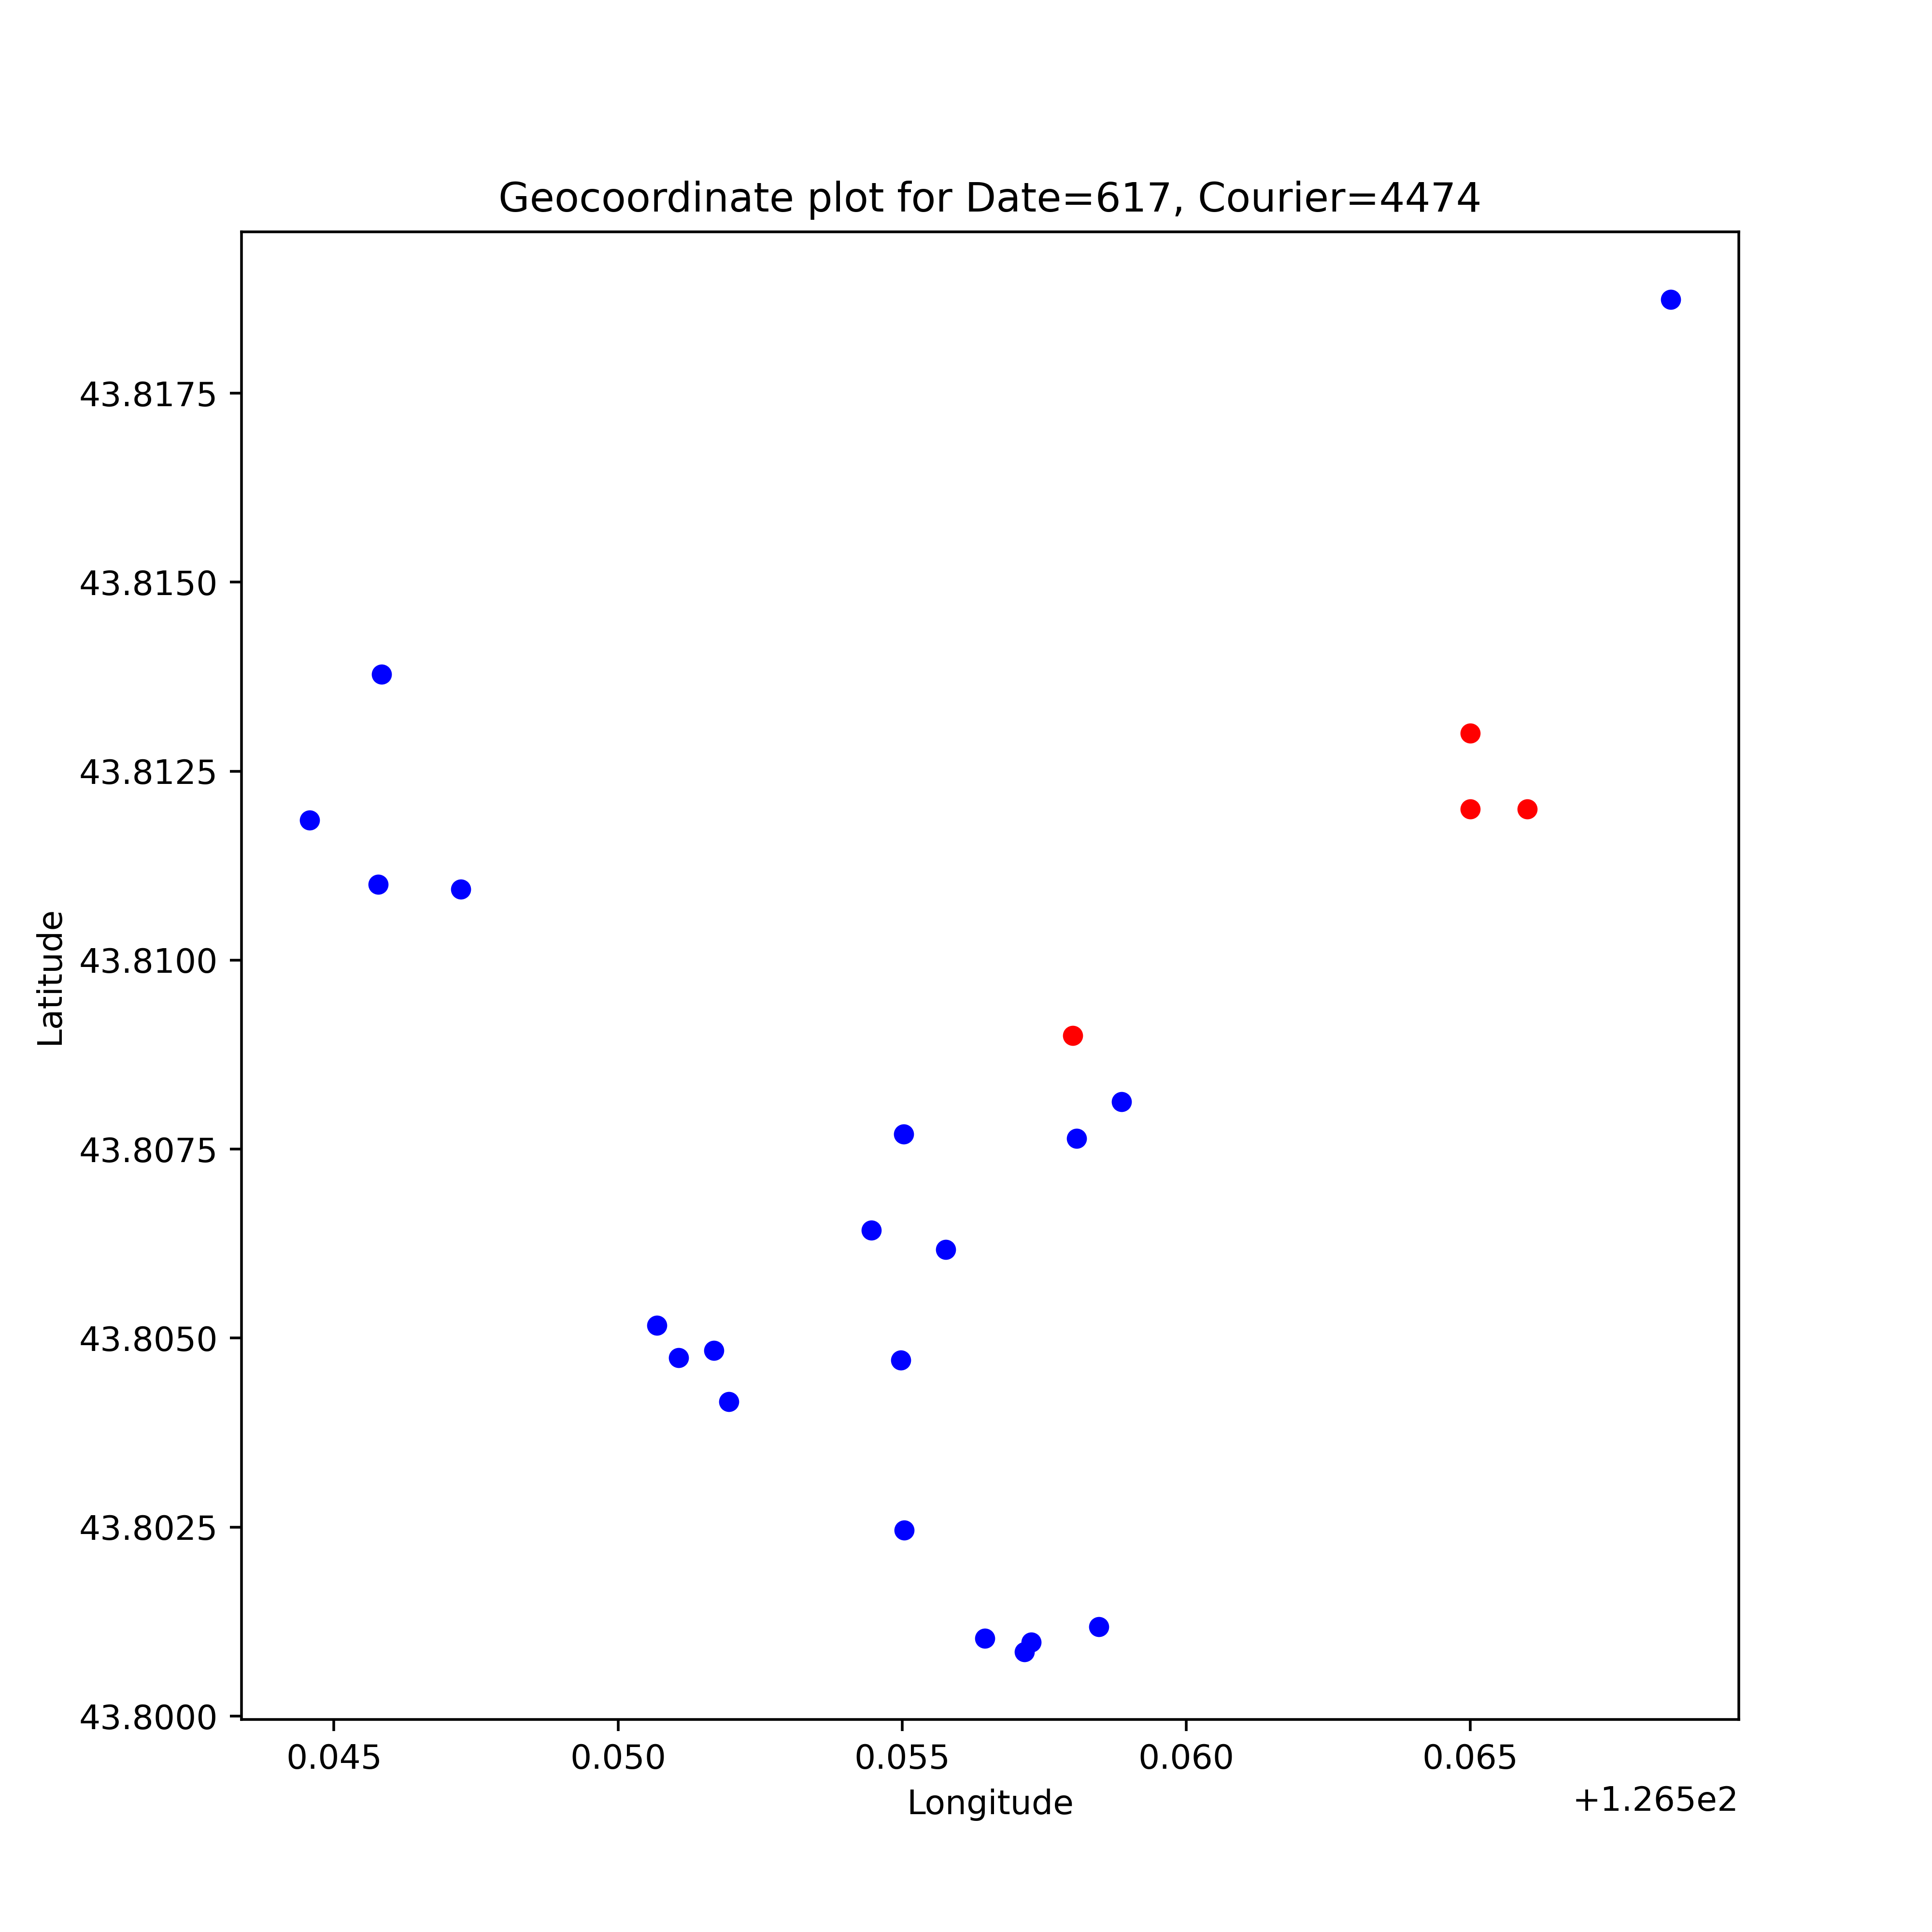 Geocoordinate plot for Date=617, Courier=4474
43.8175
43.8150
43.8125
43.8100
43.8075
43.8050
43.8025
43.8000
Latitude
0.045 0.050 0.055 0.060 0.065
Longitude
+1.265e2